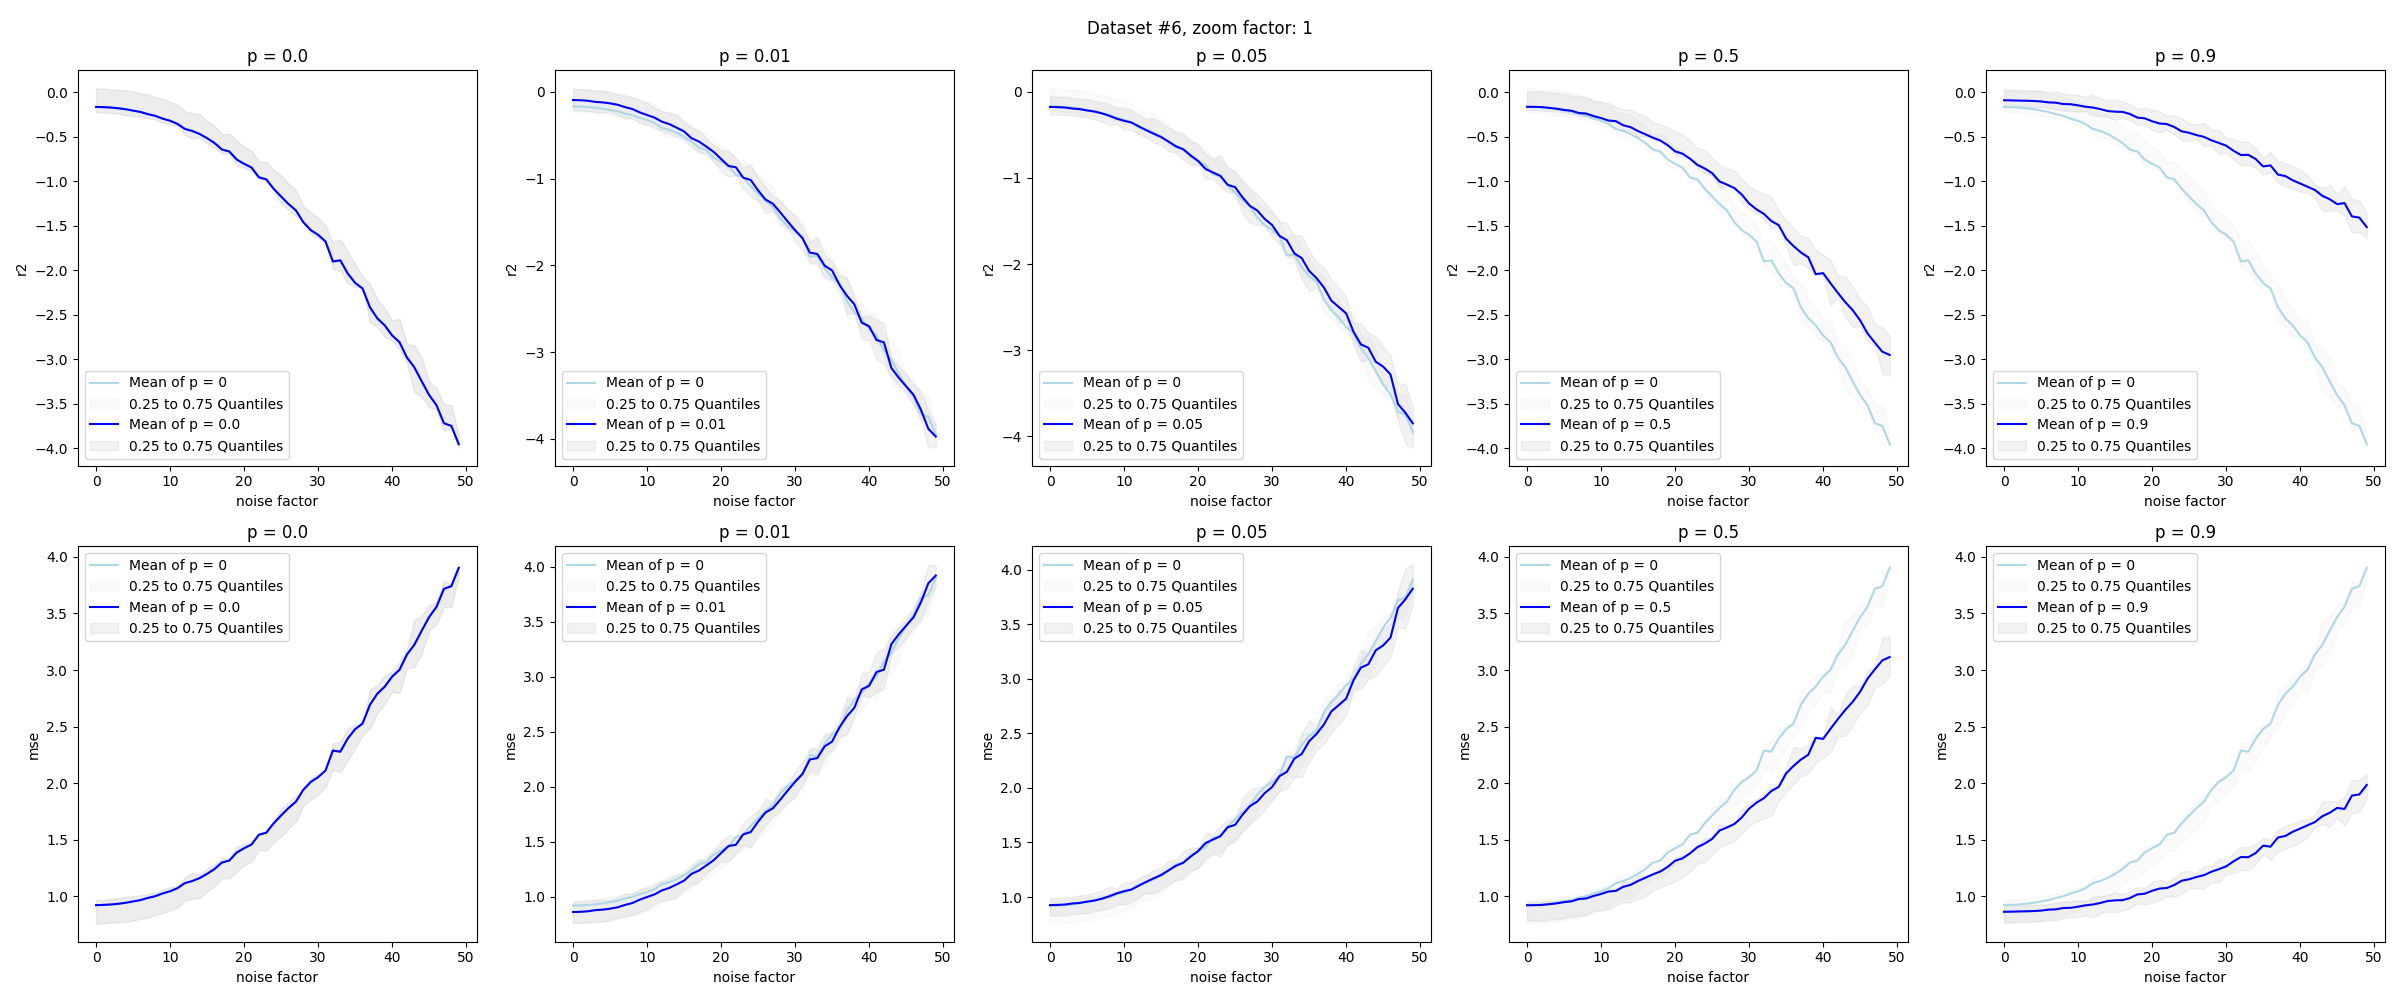 Dataset #6, zoom factor: 1
p = 0.0
r2
0.0
−0.5
−1.0
−1.5
−2.0
−2.5
−3.0
−3.5
−4.0
Mean of p = 0
0.25 to 0.75 Quantiles
Mean of p = 0.0
0.25 to 0.75 Quantiles
0 10 20 30 40 50
noise factor
p = 0.01
r2
0
−1
−2
−3
−4
Mean of p = 0
0.25 to 0.75 Quantiles
Mean of p = 0.01
0.25 to 0.75 Quantiles
0 10 20 30 40 50
noise factor
p = 0.05
r2
0
−1
−2
−3
−4
Mean of p = 0
0.25 to 0.75 Quantiles
Mean of p = 0.05
0.25 to 0.75 Quantiles
0 10 20 30 40 50
noise factor
p = 0.5
r2
0.0
−0.5
−1.0
−1.5
−2.0
−2.5
−3.0
−3.5
−4.0
Mean of p = 0
0.25 to 0.75 Quantiles
Mean of p = 0.5
0.25 to 0.75 Quantiles
0 10 20 30 40 50
noise factor
p = 0.9
r2
0.0
−0.5
−1.0
−1.5
−2.0
−2.5
−3.0
−3.5
−4.0
Mean of p = 0
0.25 to 0.75 Quantiles
Mean of p = 0.9
0.25 to 0.75 Quantiles
0 10 20 30 40 50
noise factor
p = 0.0
mse
4.0
3.5
3.0
2.5
2.0
1.5
1.0
Mean of p = 0
0.25 to 0.75 Quantiles
Mean of p = 0.0
0.25 to 0.75 Quantiles
0 10 20 30 40 50
noise factor
p = 0.01
mse
4.0
3.5
3.0
2.5
2.0
1.5
1.0
Mean of p = 0
0.25 to 0.75 Quantiles
Mean of p = 0.01
0.25 to 0.75 Quantiles
0 10 20 30 40 50
noise factor
p = 0.05
mse
4.0
3.5
3.0
2.5
2.0
1.5
1.0
Mean of p = 0
0.25 to 0.75 Quantiles
Mean of p = 0.05
0.25 to 0.75 Quantiles
0 10 20 30 40 50
noise factor
p = 0.5
mse
4.0
3.5
3.0
2.5
2.0
1.5
1.0
Mean of p = 0
0.25 to 0.75 Quantiles
Mean of p = 0.5
0.25 to 0.75 Quantiles
0 10 20 30 40 50
noise factor
p = 0.9
mse
4.0
3.5
3.0
2.5
2.0
1.5
1.0
Mean of p = 0
0.25 to 0.75 Quantiles
Mean of p = 0.9
0.25 to 0.75 Quantiles
0 10 20 30 40 50
noise factor